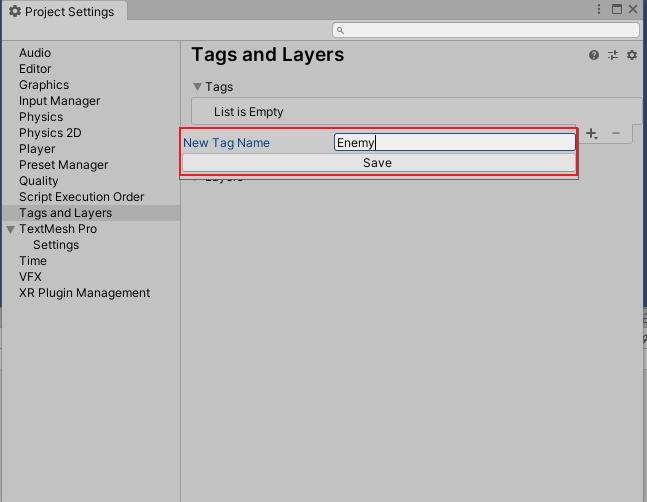 Project Settings
Tags and Layers
Audio
Editor
Graphics
Input Manager
Physics
Physics 2D
Player
Preset Manager
Quality
Script Execution Order
Tags and Layers
TextMesh Pro
Settings
Time
VFX
XR Plugin Management
Tags
List is Empty
New Tag Name
Enemy
Save
Layers